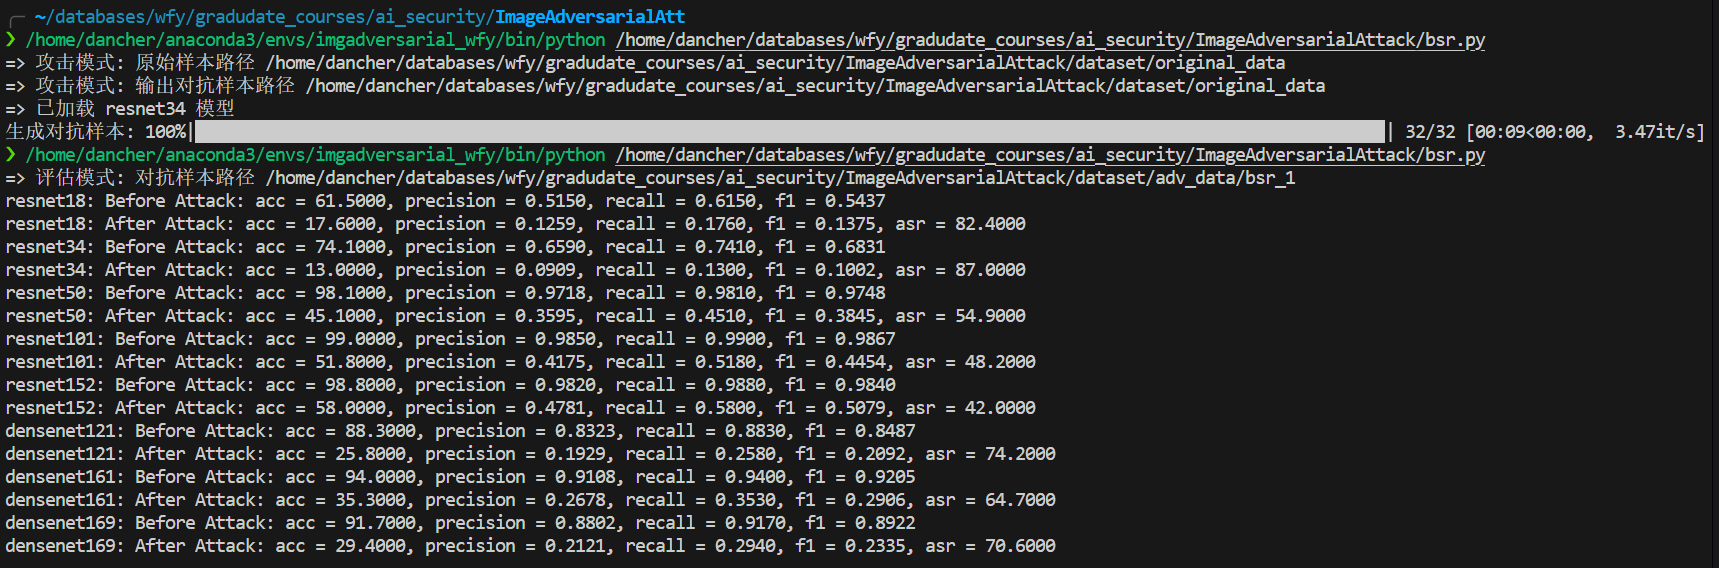 ~/databases/wfy/gradudate_courses/ai_security/ImageAdversarialAtt
❯ /home/dancher/anaconda3/envs/imgadversarial_wfy/bin/python /home/dancher/databases/wfy/gradudate_courses/ai_security/ImageAdversarialAttack/bsr.py
=> 攻击模式: 原始样本路径 /home/dancher/databases/wfy/gradudate_courses/ai_security/ImageAdversarialAttack/dataset/original_data
=> 攻击模式: 输出对抗样本路径 /home/dancher/databases/wfy/gradudate_courses/ai_security/ImageAdversarialAttack/dataset/original_data
=> 已加载 resnet34 模型
生成对抗样本: 100%| | 32/32 [00:09<00:00, 3.47it/s]
❯ /home/dancher/anaconda3/envs/imgadversarial_wfy/bin/python /home/dancher/databases/wfy/gradudate_courses/ai_security/ImageAdversarialAttack/bsr.py
=> 评估模式: 对抗样本路径 /home/dancher/databases/wfy/gradudate_courses/ai_security/ImageAdversarialAttack/dataset/adv_data/bsr_1
resnet18: Before Attack: acc = 61.5000, precision = 0.5150, recall = 0.6150, f1 = 0.5437
resnet18: After Attack: acc = 17.6000, precision = 0.1259, recall = 0.1760, f1 = 0.1375, asr = 82.4000
resnet34: Before Attack: acc = 74.1000, precision = 0.6590, recall = 0.7410, f1 = 0.6831
resnet34: After Attack: acc = 13.0000, precision = 0.0909, recall = 0.1300, f1 = 0.1002, asr = 87.0000
resnet50: Before Attack: acc = 98.1000, precision = 0.9718, recall = 0.9810, f1 = 0.9748
resnet50: After Attack: acc = 45.1000, precision = 0.3595, recall = 0.4510, f1 = 0.3845, asr = 54.9000
resnet101: Before Attack: acc = 99.0000, precision = 0.9850, recall = 0.9900, f1 = 0.9867
resnet101: After Attack: acc = 51.8000, precision = 0.4175, recall = 0.5180, f1 = 0.4454, asr = 48.2000
resnet152: Before Attack: acc = 98.8000, precision = 0.9820, recall = 0.9880, f1 = 0.9840
resnet152: After Attack: acc = 58.0000, precision = 0.4781, recall = 0.5800, f1 = 0.5079, asr = 42.0000
densenet121: Before Attack: acc = 88.3000, precision = 0.8323, recall = 0.8830, f1 = 0.8487
densenet121: After Attack: acc = 25.8000, precision = 0.1929, recall = 0.2580, f1 = 0.2092, asr = 74.2000
densenet161: Before Attack: acc = 94.0000, precision = 0.9108, recall = 0.9400, f1 = 0.9205
densenet161: After Attack: acc = 35.3000, precision = 0.2678, recall = 0.3530, f1 = 0.2906, asr = 64.7000
densenet169: Before Attack: acc = 91.7000, precision = 0.8802, recall = 0.9170, f1 = 0.8922
densenet169: After Attack: acc = 29.4000, precision = 0.2121, recall = 0.2940, f1 = 0.2335, asr = 70.6000